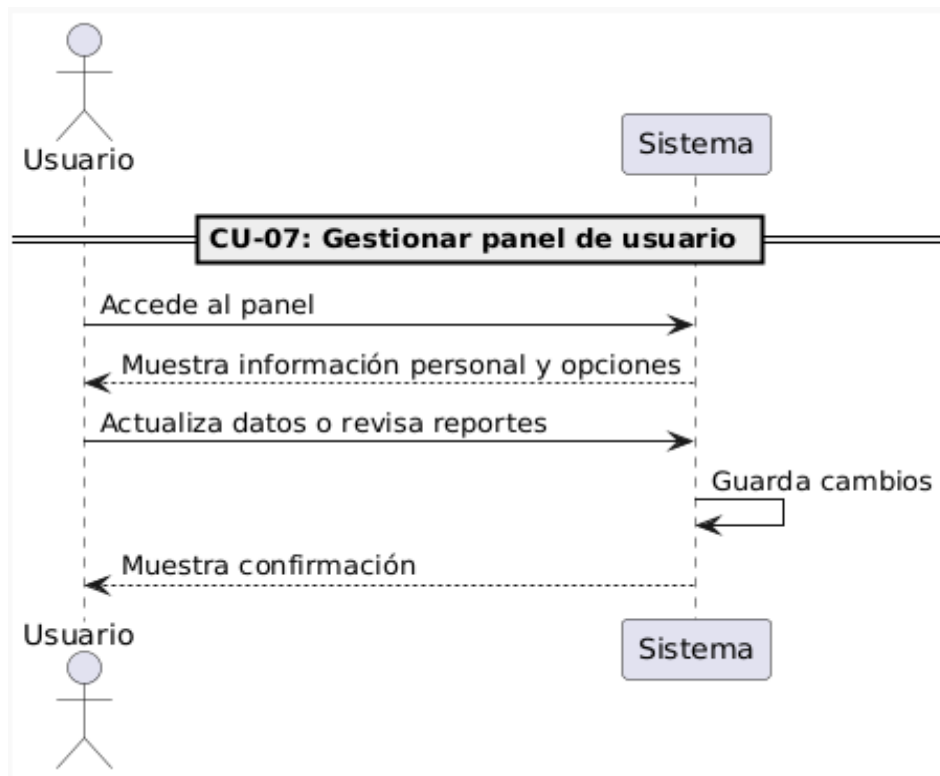 Usuario
Sistema
CU-07: Gestionar panel de usuario
Accede al panel
Muestra información personal y opciones
Actualiza datos o revisa reportes
Guarda cambios
Muestra confirmación
Usuario
Sistema